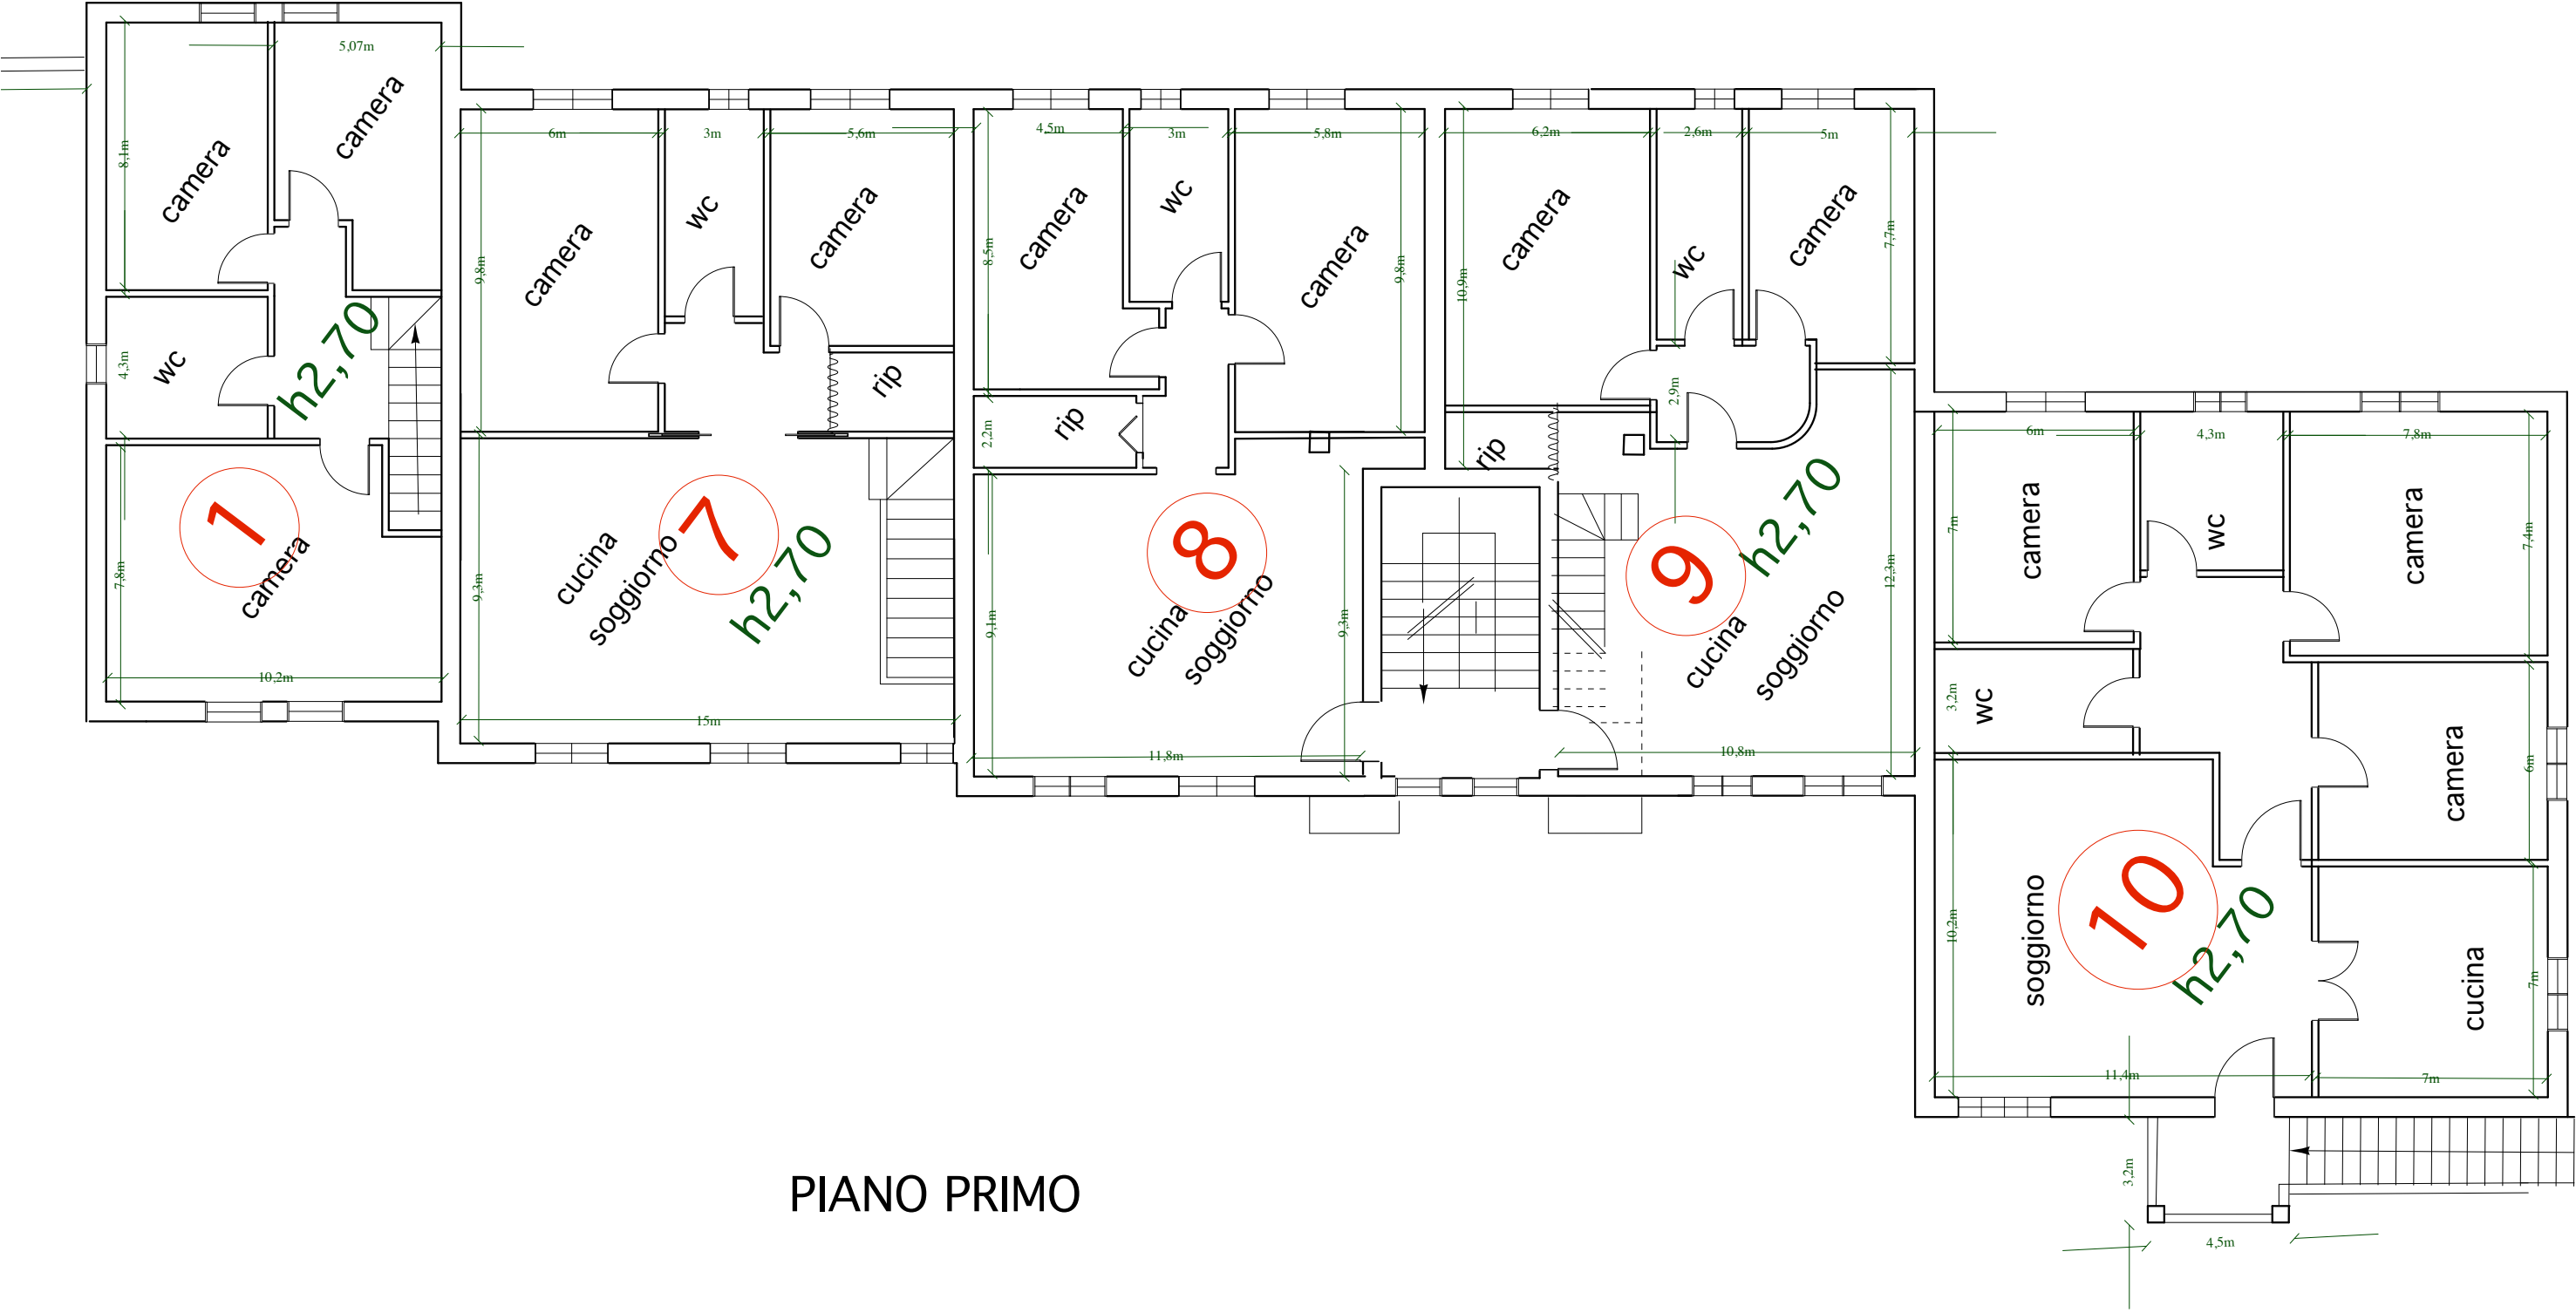 5,07m
8,1m
camera
camera
4,3m
wc
h2,70
1
camera
7,8m
10,2m
6m
3m
5,6m
9,8m
camera
wc
camera
rip
cucina
soggiorno
7
h2,70
9,3m
15m
4,5m
3m
5,8m
8,5m
camera
wc
camera
9,8m
2,2m
rip
8
cucina
soggiorno
9,1m
9,3m
11,8m
6,2m
2,6m
5m
10,9m
camera
wc
camera
7,7m
2,9m
rip
9
h2,70
cucina
soggiorno
12,3m
10,8m
6m
4,3m
7,8m
7m
camera
wc
camera
7,4m
3,2m
wc
camera
6m
10,2m
soggiorno
10
h2,70
cucina
7m
11,4m
7m
3,2m
4,5m
PIANO PRIMO